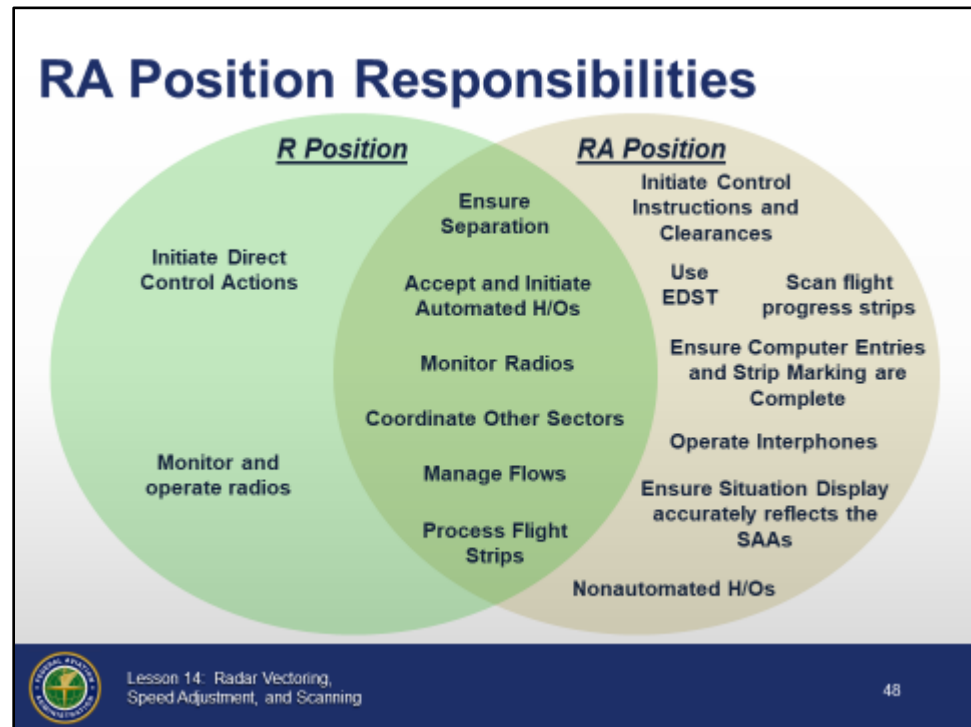 RA Position Responsibilities
R Position
Initiate Direct
Control Actions
Monitor and
operate radios
Ensure
Separation
Accept and Initiate
Automated H/Os
Monitor Radios
Coordinate Other Sectors
Manage Flows
Process Flight
Strips
RA Position
Initiate Control
Instructions and
Clearances
Use
EDST
Scan flight
progress strips
Ensure Computer Entries
and Strip Marking are
Complete
Operate Interphones
Ensure Situation Display
accurately reflects the
SAAs
Nonautomated H/Os
FEDERAL AVIATION
ADMINISTRATION
Lesson 14: Radar Vectoring,
Speed Adjustment, and Scanning
48